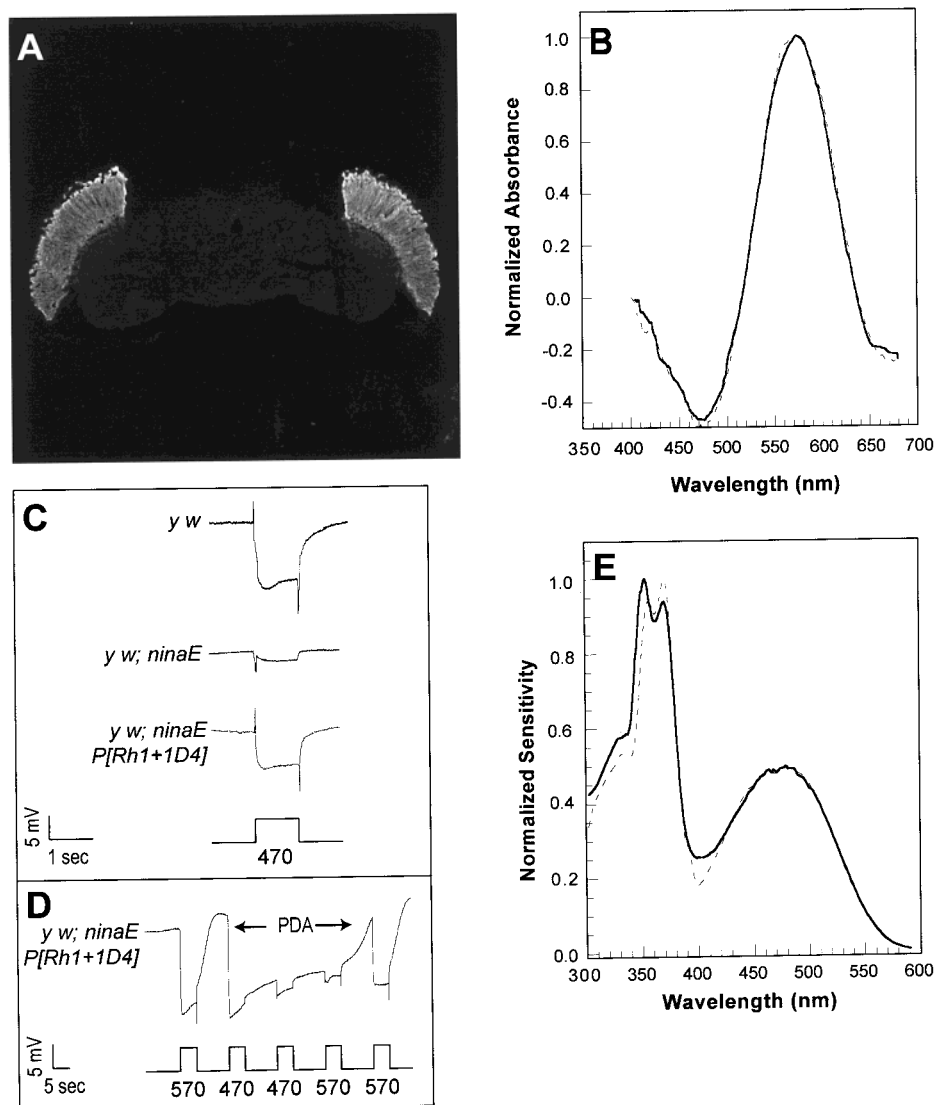 A
B
1.0
0.8
0.6
0.4
0.2
0.0
-0.2
-0.4
350 400 450 500 550 600 650 700
Normalized Absorbance
Wavelength (nm)
C
y w
y w; ninaE
y w; ninaE
P[Rh1+1D4]
5 mV
1 sec
470
D
y w; ninaE
P[Rh1+1D4]
PDA
5 mV
5 sec
570 470 470 570 570
E
1.0
0.8
0.6
0.4
0.2
0.0
300 350 400 450 500 550 600
Normalized Sensitivity
Wavelength (nm)